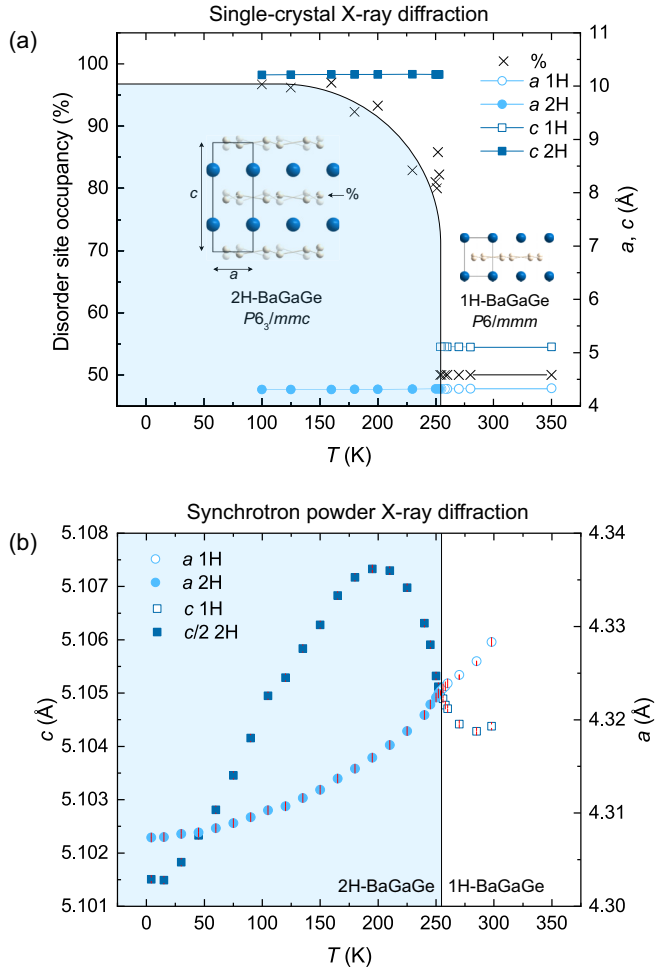 Single-crystal X-ray diffraction
(a)
100
90
80
70
60
50
Disorder site occupancy (%)
11
10
9
8
7
6
5
4
a, c (Å)
%
a 1H
a 2H
c 1H
c 2H
c
%
a
2H-BaGaGe
P6₃/mmc
1H-BaGaGe
P6/mmm
0 50 100 150 200 250 300 350
T (K)
Synchrotron powder X-ray diffraction
(b)
5.108
5.107
5.106
5.105
5.104
5.103
5.102
5.101
c (Å)
4.34
4.33
4.32
4.31
4.30
a (Å)
a 1H
a 2H
c 1H
c/2 2H
2H-BaGaGe
1H-BaGaGe
0 50 100 150 200 250 300 350
T (K)